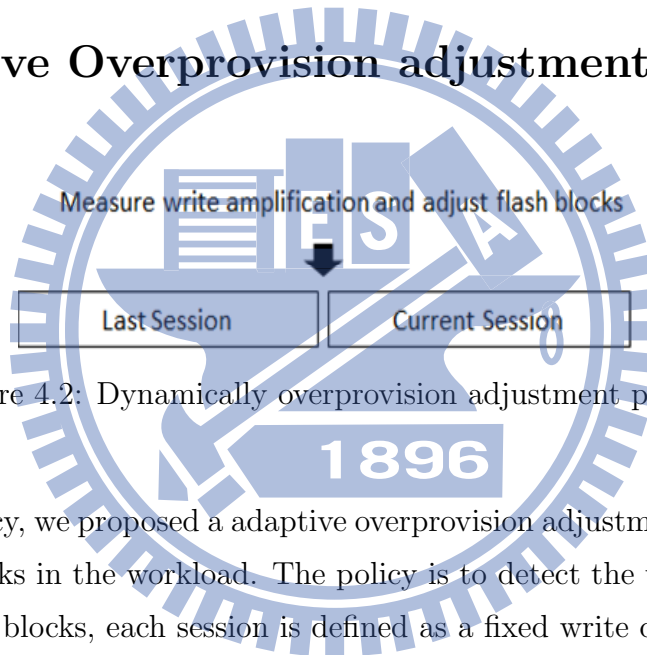 ve Overprovision adjustment
Measure write amplification and adjust flash blocks
ESA
Last Session Current Session
re 4.2: Dynamically overprovision adjustment p
1896
cy, we proposed a adaptive overprovision adjustm
ks in the workload. The policy is to detect the
blocks, each session is defined as a fixed write